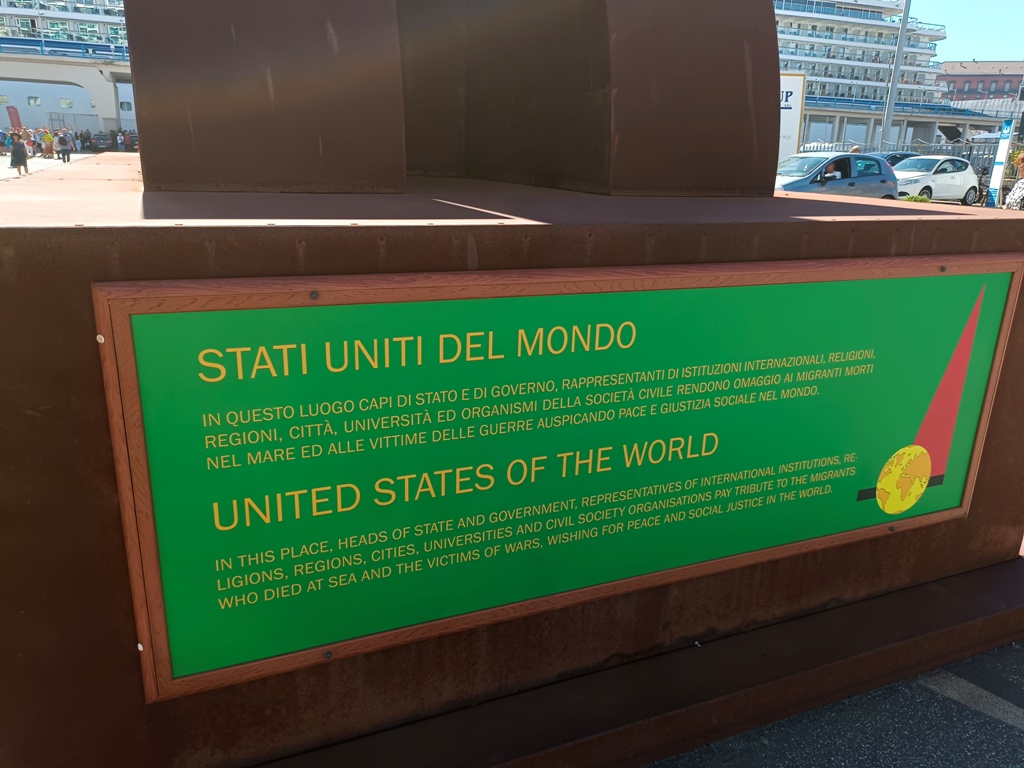 STATI UNITI DEL MONDO
IN QUESTO LUOGO CAPI DI STATO E DI GOVERNO, RAPPRESENTANTI DI ISTITUZIONI INTERNAZIONALI, RELIGIONI,
REGIONI, CITTÀ, UNIVERSITÀ ED ORGANISMI DELLA SOCIETÀ CIVILE RENDONO OMAGGIO AI MIGRANTI MORTI
NEL MARE ED ALLE VITTIME DELLE GUERRE AUSPICANDO PACE E GIUSTIZIA SOCIALE NEL MONDO.
UNITED STATES OF THE WORLD
IN THIS PLACE, HEADS OF STATE AND GOVERNMENT, REPRESENTATIVES OF INTERNATIONAL INSTITUTIONS, RE-
LIGIONS, REGIONS, CITIES, UNIVERSITIES AND CIVIL SOCIETY ORGANISATIONS PAY TRIBUTE TO THE MIGRANTS
WHO DIED AT SEA AND THE VICTIMS OF WARS, WISHING FOR PEACE AND SOCIAL JUSTICE IN THE WORLD.